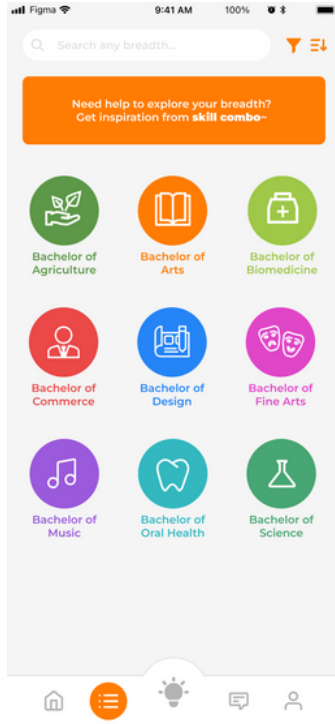 Figma 9:41 AM 100%
Search any breadth...
Need help to explore your breadth?
Get inspiration from skill combo~
Bachelor of Agriculture
Bachelor of Arts
Bachelor of Biomedicine
Bachelor of Commerce
Bachelor of Design
Bachelor of Fine Arts
Bachelor of Music
Bachelor of Oral Health
Bachelor of Science